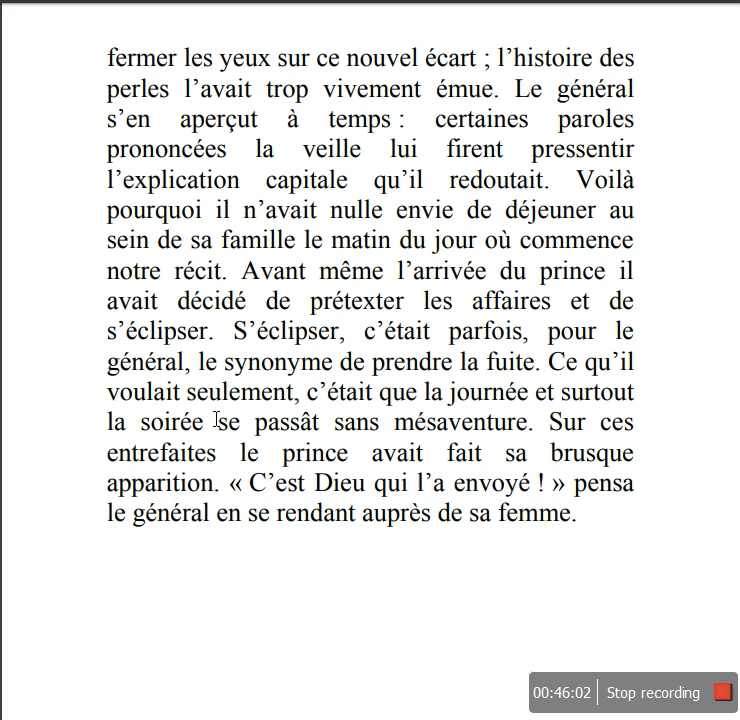 fermer les yeux sur ce nouvel écart ; l’histoire des
perles l’avait trop vivement émue. Le général
s’en aperçut à temps : certaines paroles
prononcées la veille lui firent pressentir
l’explication capitale qu’il redoutait. Voilà
pourquoi il n’avait nulle envie de déjeuner au
sein de sa famille le matin du jour où commence
notre récit. Avant même l’arrivée du prince il
avait décidé de prétexter les affaires et de
s’éclipser. S’éclipser, c’était parfois, pour le
général, le synonyme de prendre la fuite. Ce qu’il
voulait seulement, c’était que la journée et surtout
la soirée se passât sans mésaventure. Sur ces
entrefaites le prince avait fait sa brusque
apparition. « C’est Dieu qui l’a envoyé ! » pensa
le général en se rendant auprès de sa femme.
00:46:02 Stop recording